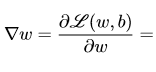 ∇w = ∂ℒ(w, b) / ∂w =